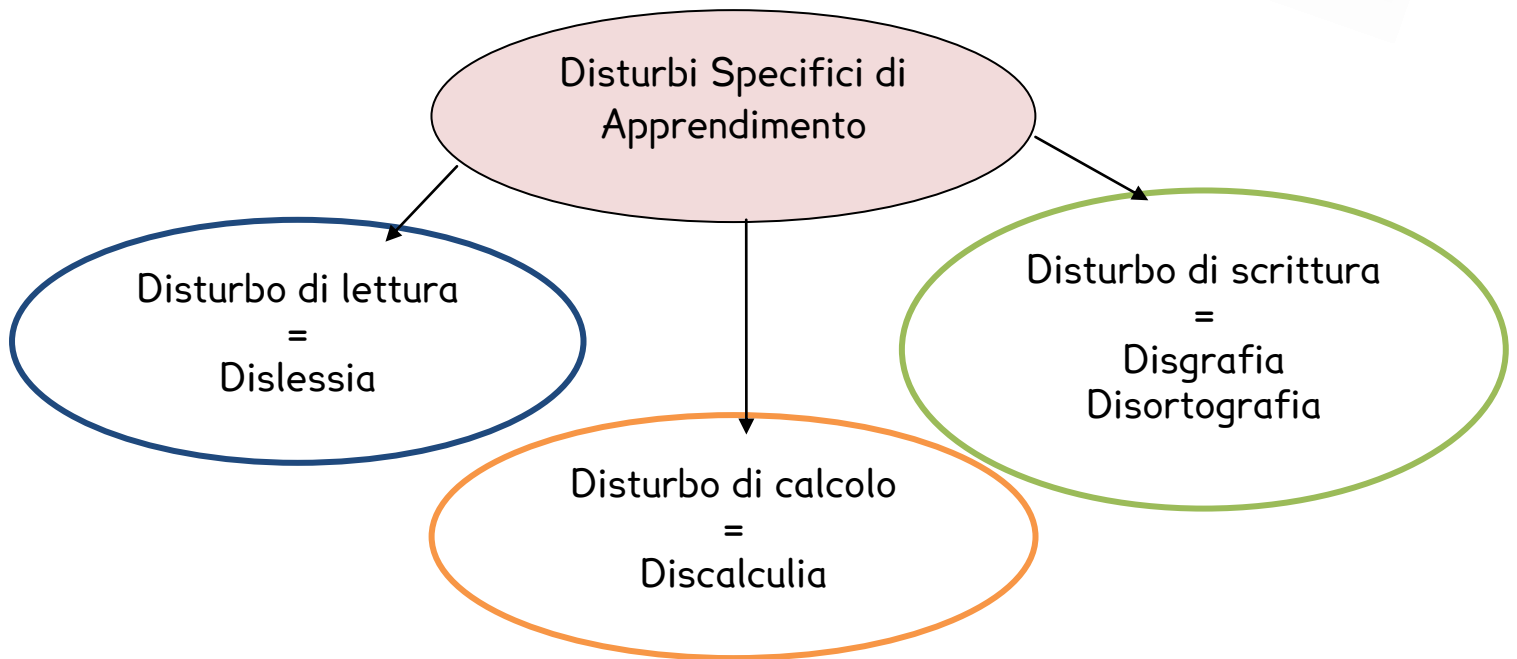 Disturbi Specifici di
Apprendimento
Disturbo di lettura
=
Dislessia
Disturbo di calcolo
=
Discalculia
Disturbo di scrittura
=
Disgrafia
Disortografia